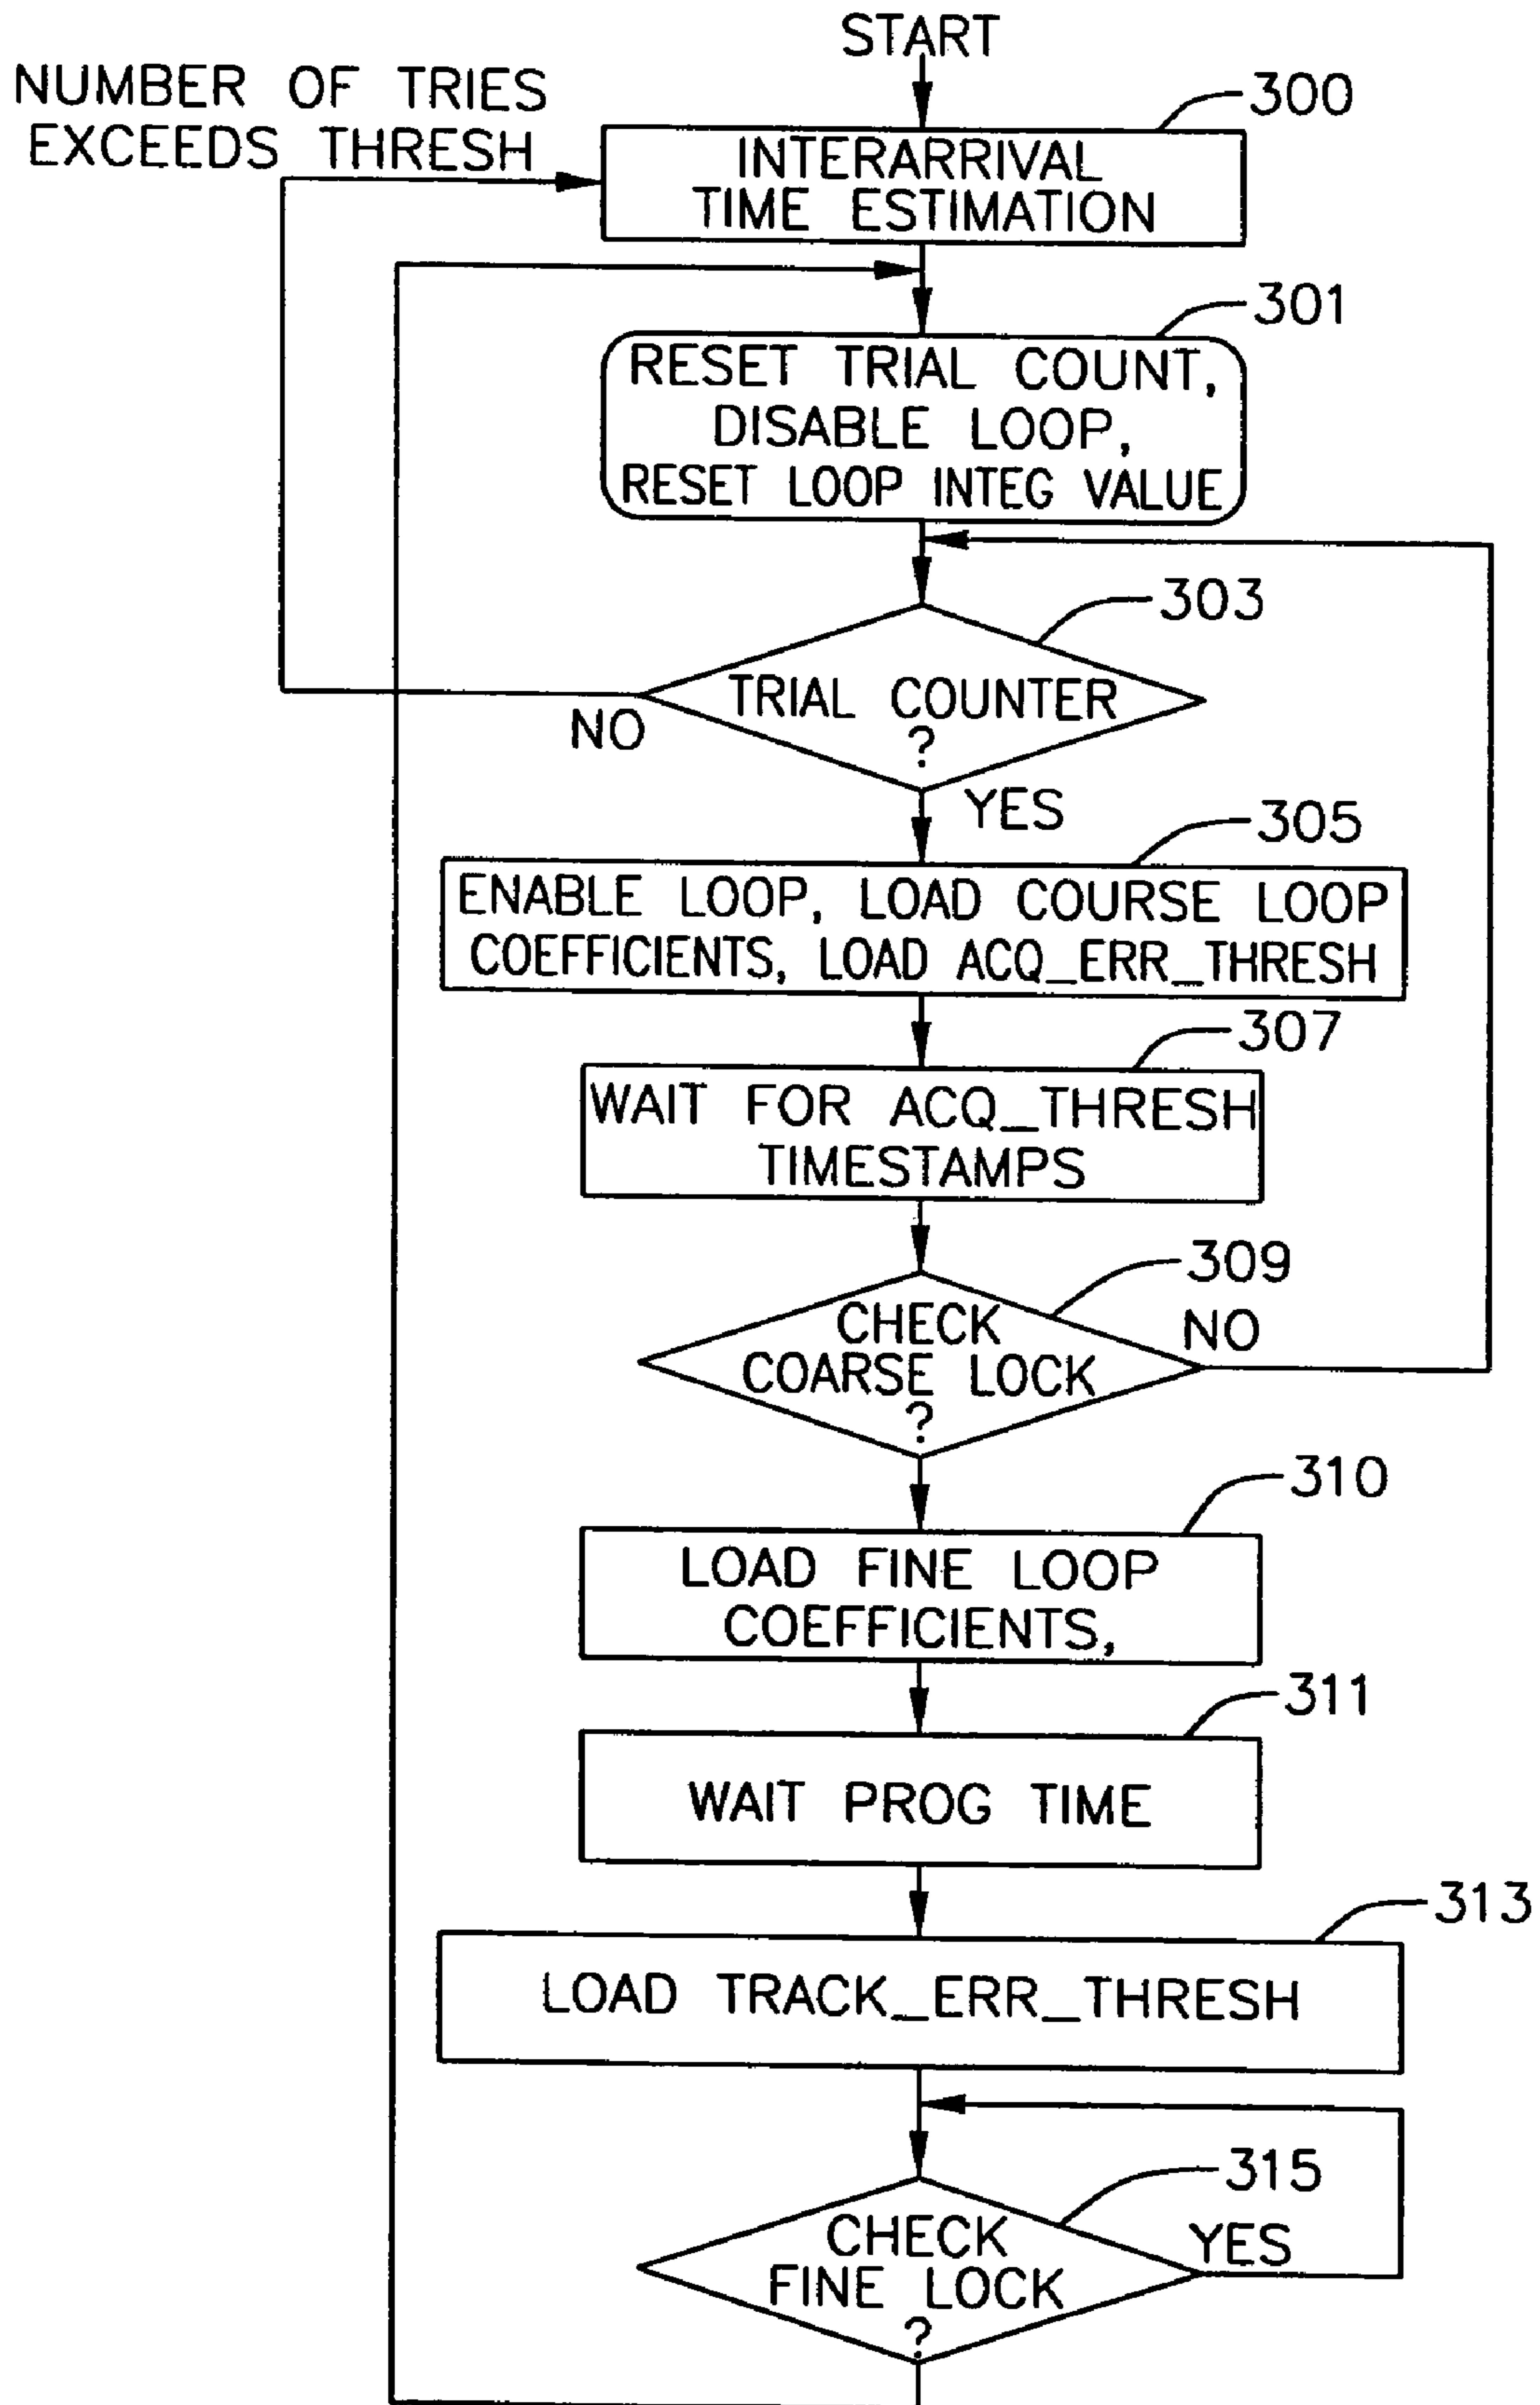 START
NUMBER OF TRIES
EXCEEDS THRESH
300
INTERARRIVAL
TIME ESTIMATION
301
RESET TRIAL COUNT,
DISABLE LOOP,
RESET LOOP INTEG VALUE
303
TRIAL COUNTER
?
NO
YES
305
ENABLE LOOP, LOAD COURSE LOOP
COEFFICIENTS, LOAD ACQ_ERR_THRESH
307
WAIT FOR ACQ_THRESH
TIMESTAMPS
309
CHECK
COARSE LOCK
?
NO
310
LOAD FINE LOOP
COEFFICIENTS,
311
WAIT PROG TIME
313
LOAD TRACK_ERR_THRESH
315
CHECK
FINE LOCK
?
YES